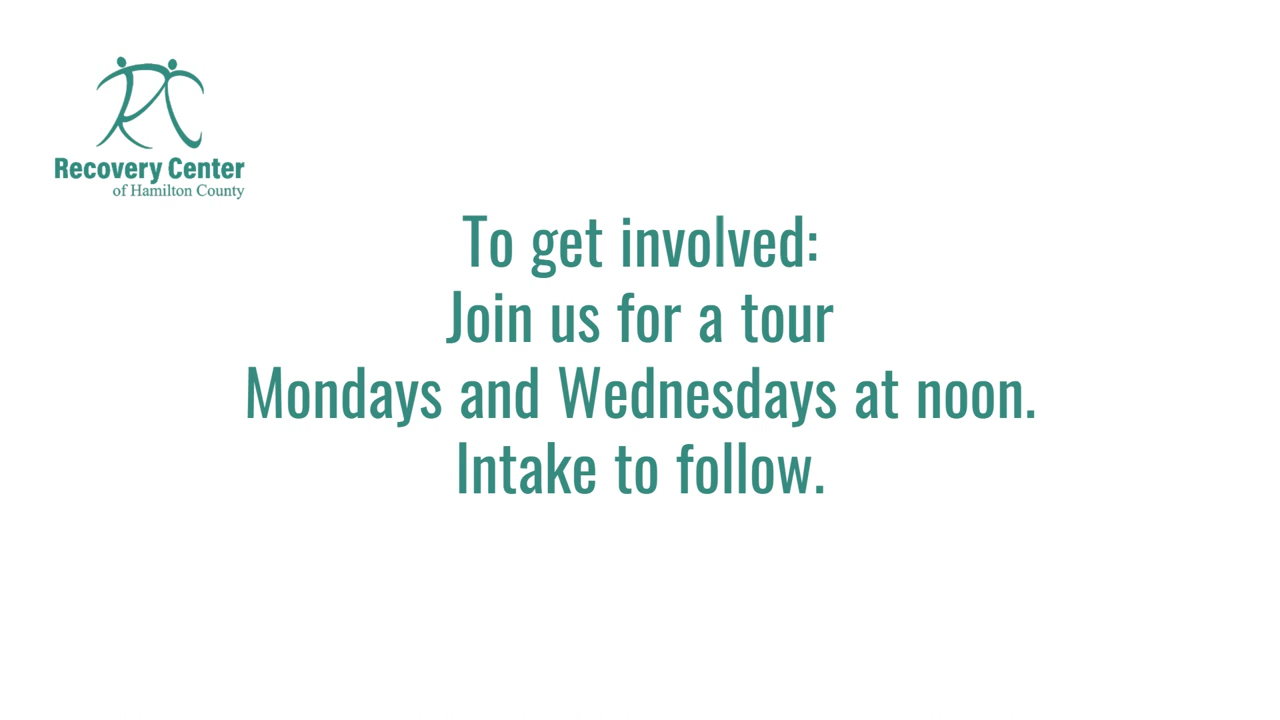 Recovery Center
of Hamilton County
To get involved:
Join us for a tour
Mondays and Wednesdays at noon.
Intake to follow.